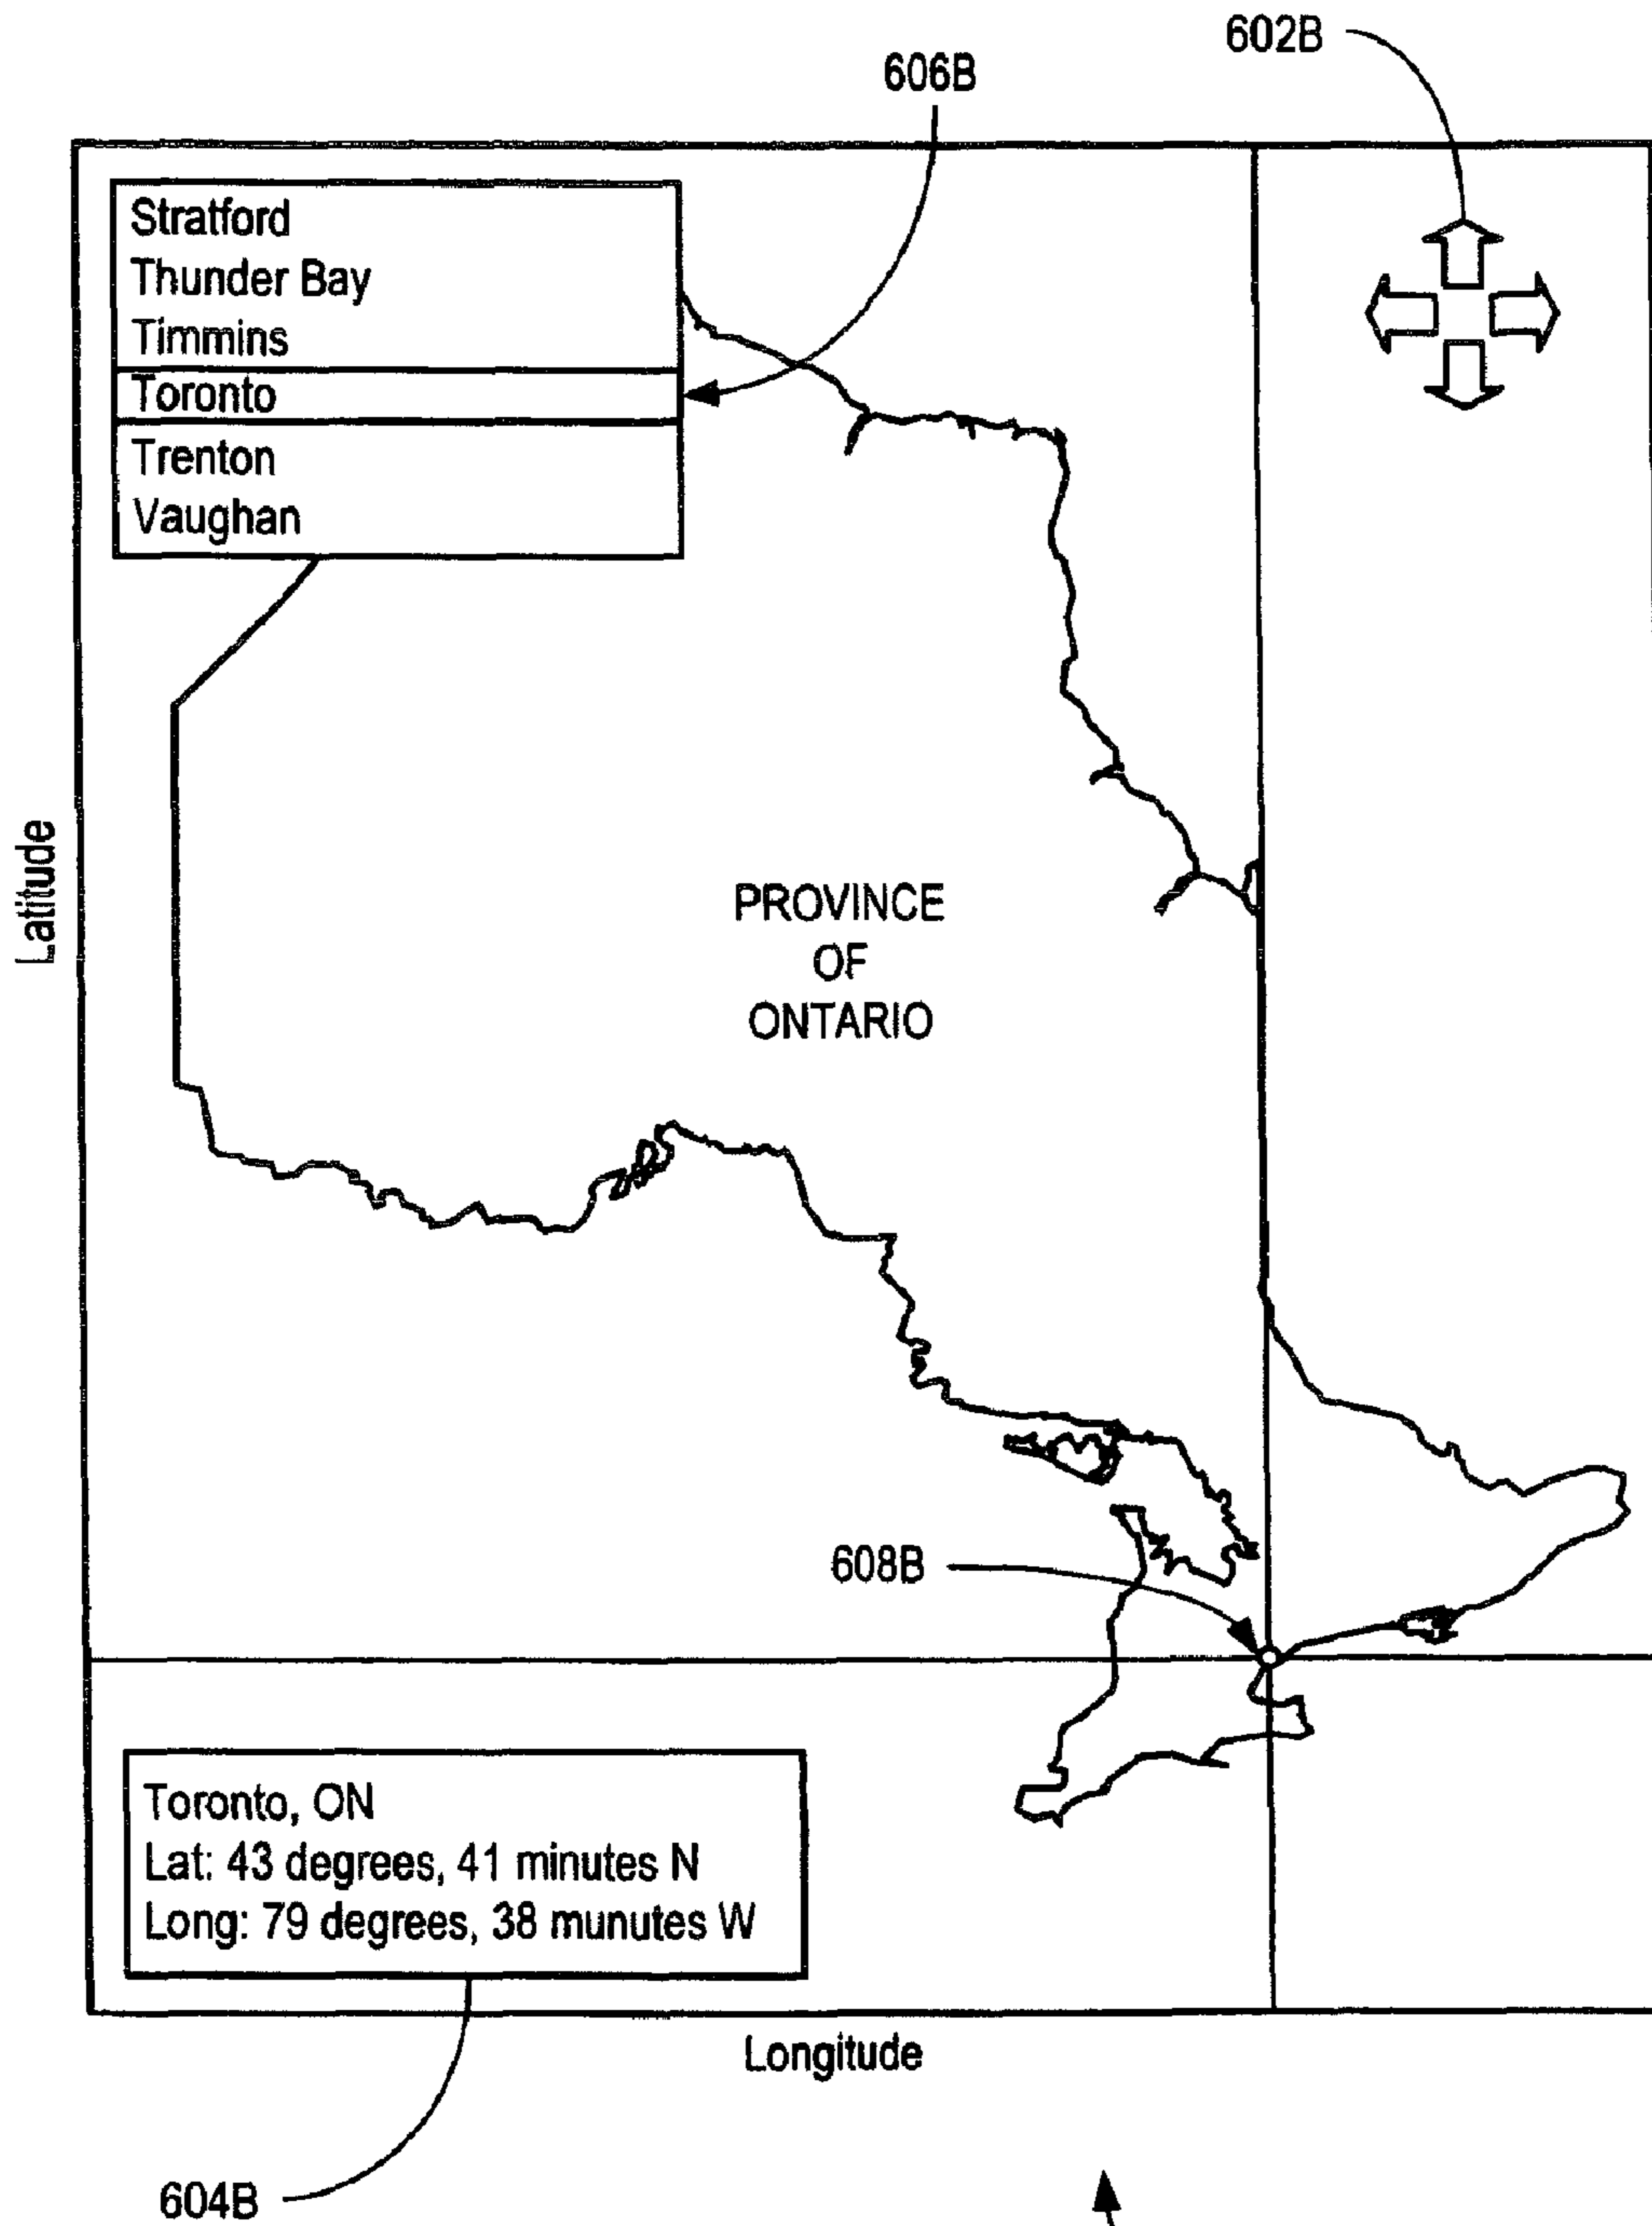 602B
606B
Stratford
Thunder Bay
Timmins
Toronto
Trenton
Vaughan
Latitude
PROVINCE
OF
ONTARIO
608B
Toronto, ON
Lat: 43 degrees, 41 minutes N
Long: 79 degrees, 38 munutes W
Longitude
604B